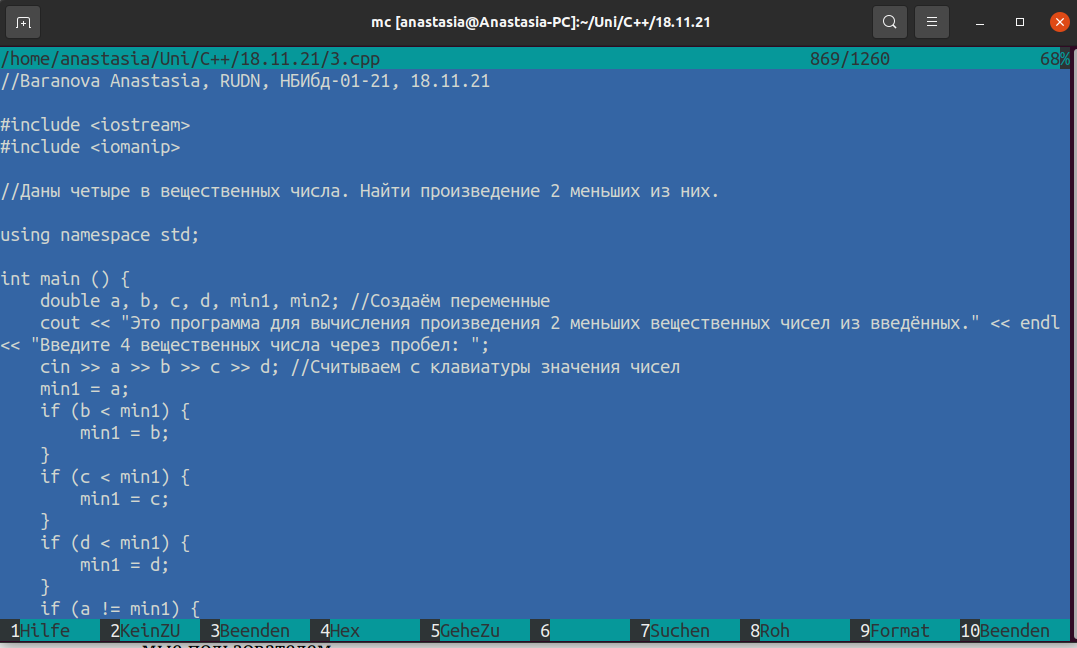 mc [anastasia@Anastasia-PC]:~/Uni/C++/18.11.21
/home/anastasia/Uni/C++/18.11.21/3.cpp 869/1260 68%
//Baranova Anastasia, RUDN, НБИбд-01-21, 18.11.21
#include <iostream>
#include <iomanip>
//Даны четыре в вещественных числа. Найти произведение 2 меньших из них.
using namespace std;
int main () {
    double a, b, c, d, min1, min2; //Создаём переменные
    cout << "Это программа для вычисления произведения 2 меньших вещественных чисел из введённых." << endl
<< "Введите 4 вещественных числа через пробел: ";
    cin >> a >> b >> c >> d; //Считываем с клавиатуры значения чисел
    min1 = a;
    if (b < min1) {
        min1 = b;
    }
    if (c < min1) {
        min1 = c;
    }
    if (d < min1) {
        min1 = d;
    }
    if (a != min1) {
1Hilfe 2KeinZU 3Beenden 4Hex 5GeheZu 6 7Suchen 8Roh 9Format 10Beenden
мые пользователем